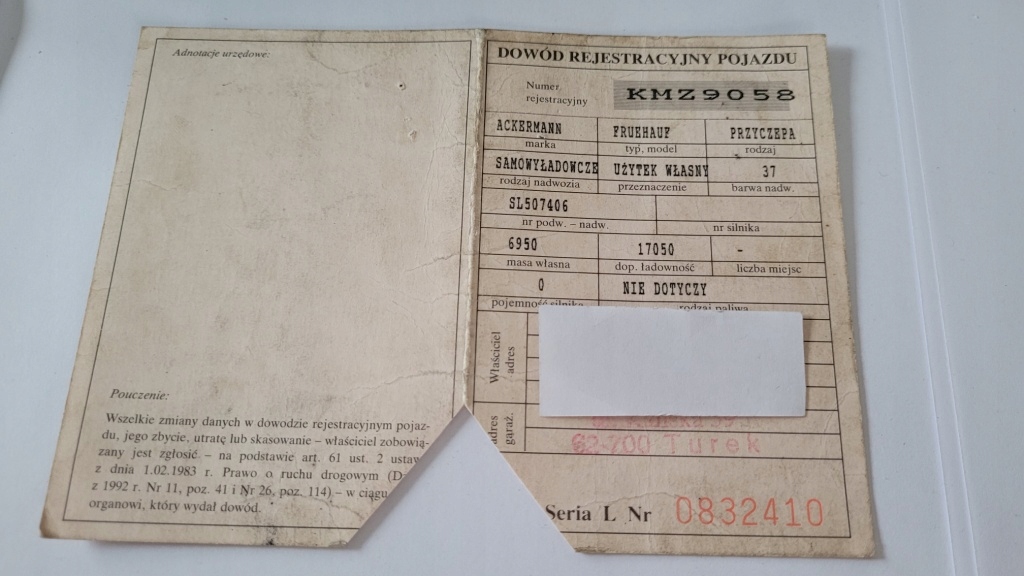 Adnotacje urzędowe:
Pouczenie:
Wszelkie zmiany danych w dowodzie rejestracyjnym pojaz-
du, jego zbycie, utratę lub skasowanie – właściciel zobowią-
zany jest zgłosić – na podstawie art. 61 ust. 2 ustaw
z dnia 1.02.1983 r. Prawo o ruchu drogowym (D
z 1992 r. Nr 11, poz. 41 i Nr 26, poz. 114) – w ciągu
organowi, który wydał dowód.
DOWÓD REJESTRACYJNY POJAZDU
Numer
rejestracyjny KMZ9058
ACKERMANN FRUEHAUF PRZYCZEPA
marka typ, model rodzaj
SAMOWYŁADOWCZE UŻYTEK WŁASNY 37
rodzaj nadwozia przeznaczenie barwa nadw.
SL507406
nr podw. – nadw. nr silnika
6950 17050 -
masa własna dop. ładowność liczba miejsc
0 NIE DOTYCZY
pojemność silnika rodzaj paliwa
Właściciel
adres
adres
garaż.
62-700 Turek
Seria L Nr 0832410